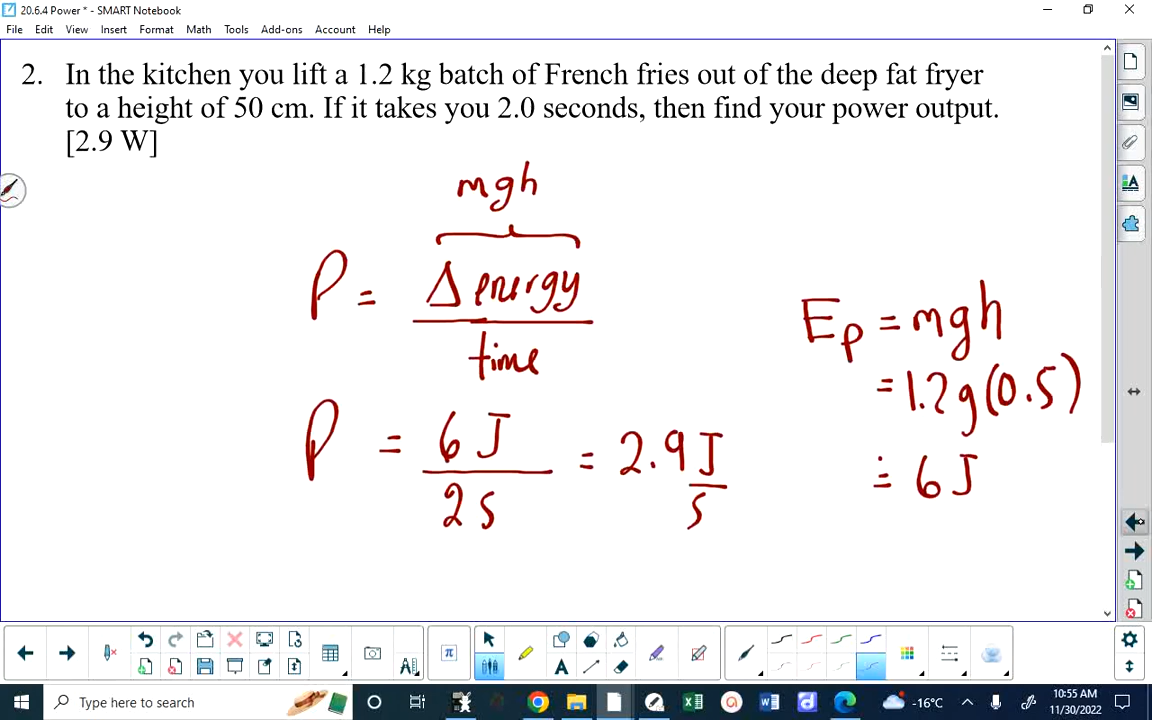 20.6.4 Power * - SMART Notebook
File Edit View Insert Format Math Tools Add-ons Account Help
2. In the kitchen you lift a 1.2 kg batch of French fries out of the deep fat fryer
to a height of 50 cm. If it takes you 2.0 seconds, then find your power output.
[2.9 W]
mgh
P = Δ energy / time
Ep = mgh
= 1.2g(0.5)
≐ 6 J
P = 6 J / 2 s = 2.9 J / s
Type here to search
-16°C
10:55 AM
11/30/2022